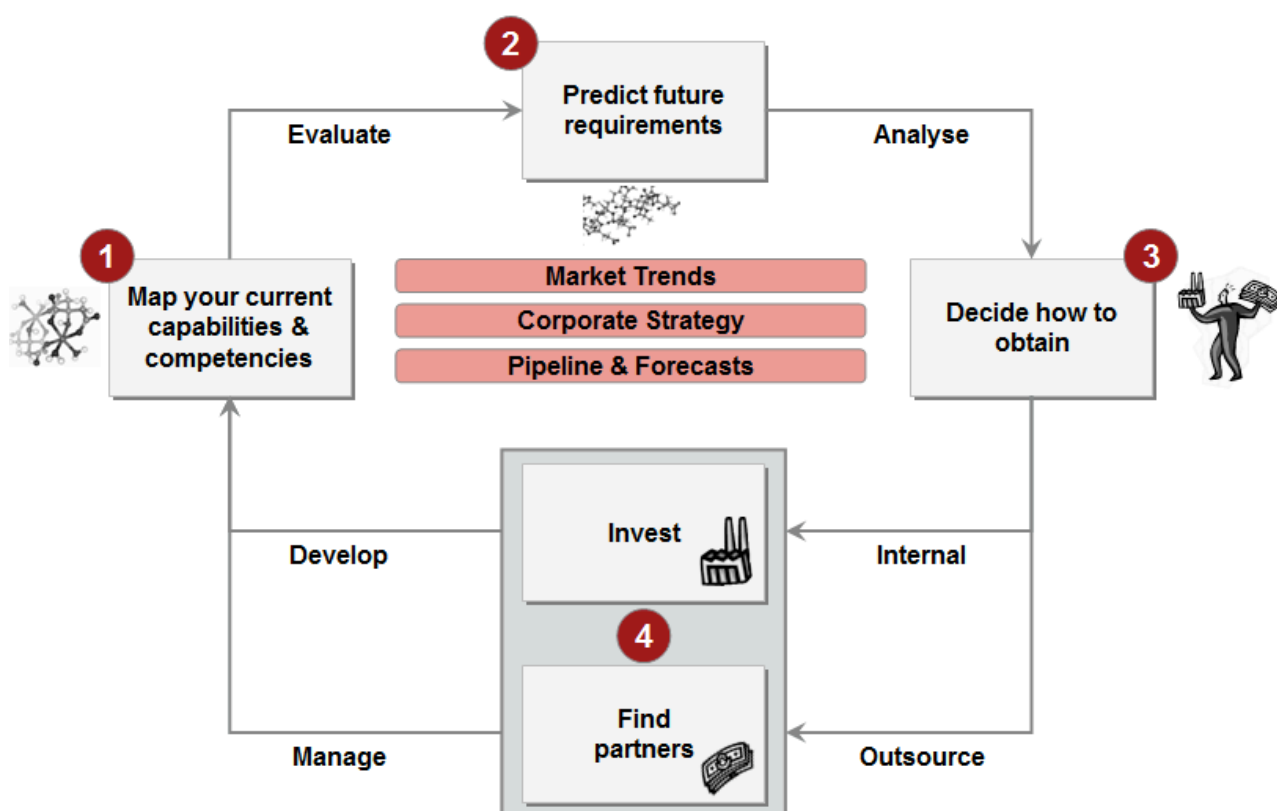 2
Predict future
requirements
Evaluate
Analyse
1
Map your current
capabilities &
competencies
Market Trends
Corporate Strategy
Pipeline & Forecasts
3
Decide how to
obtain
Invest
Develop
Internal
4
Find
partners
Manage
Outsource